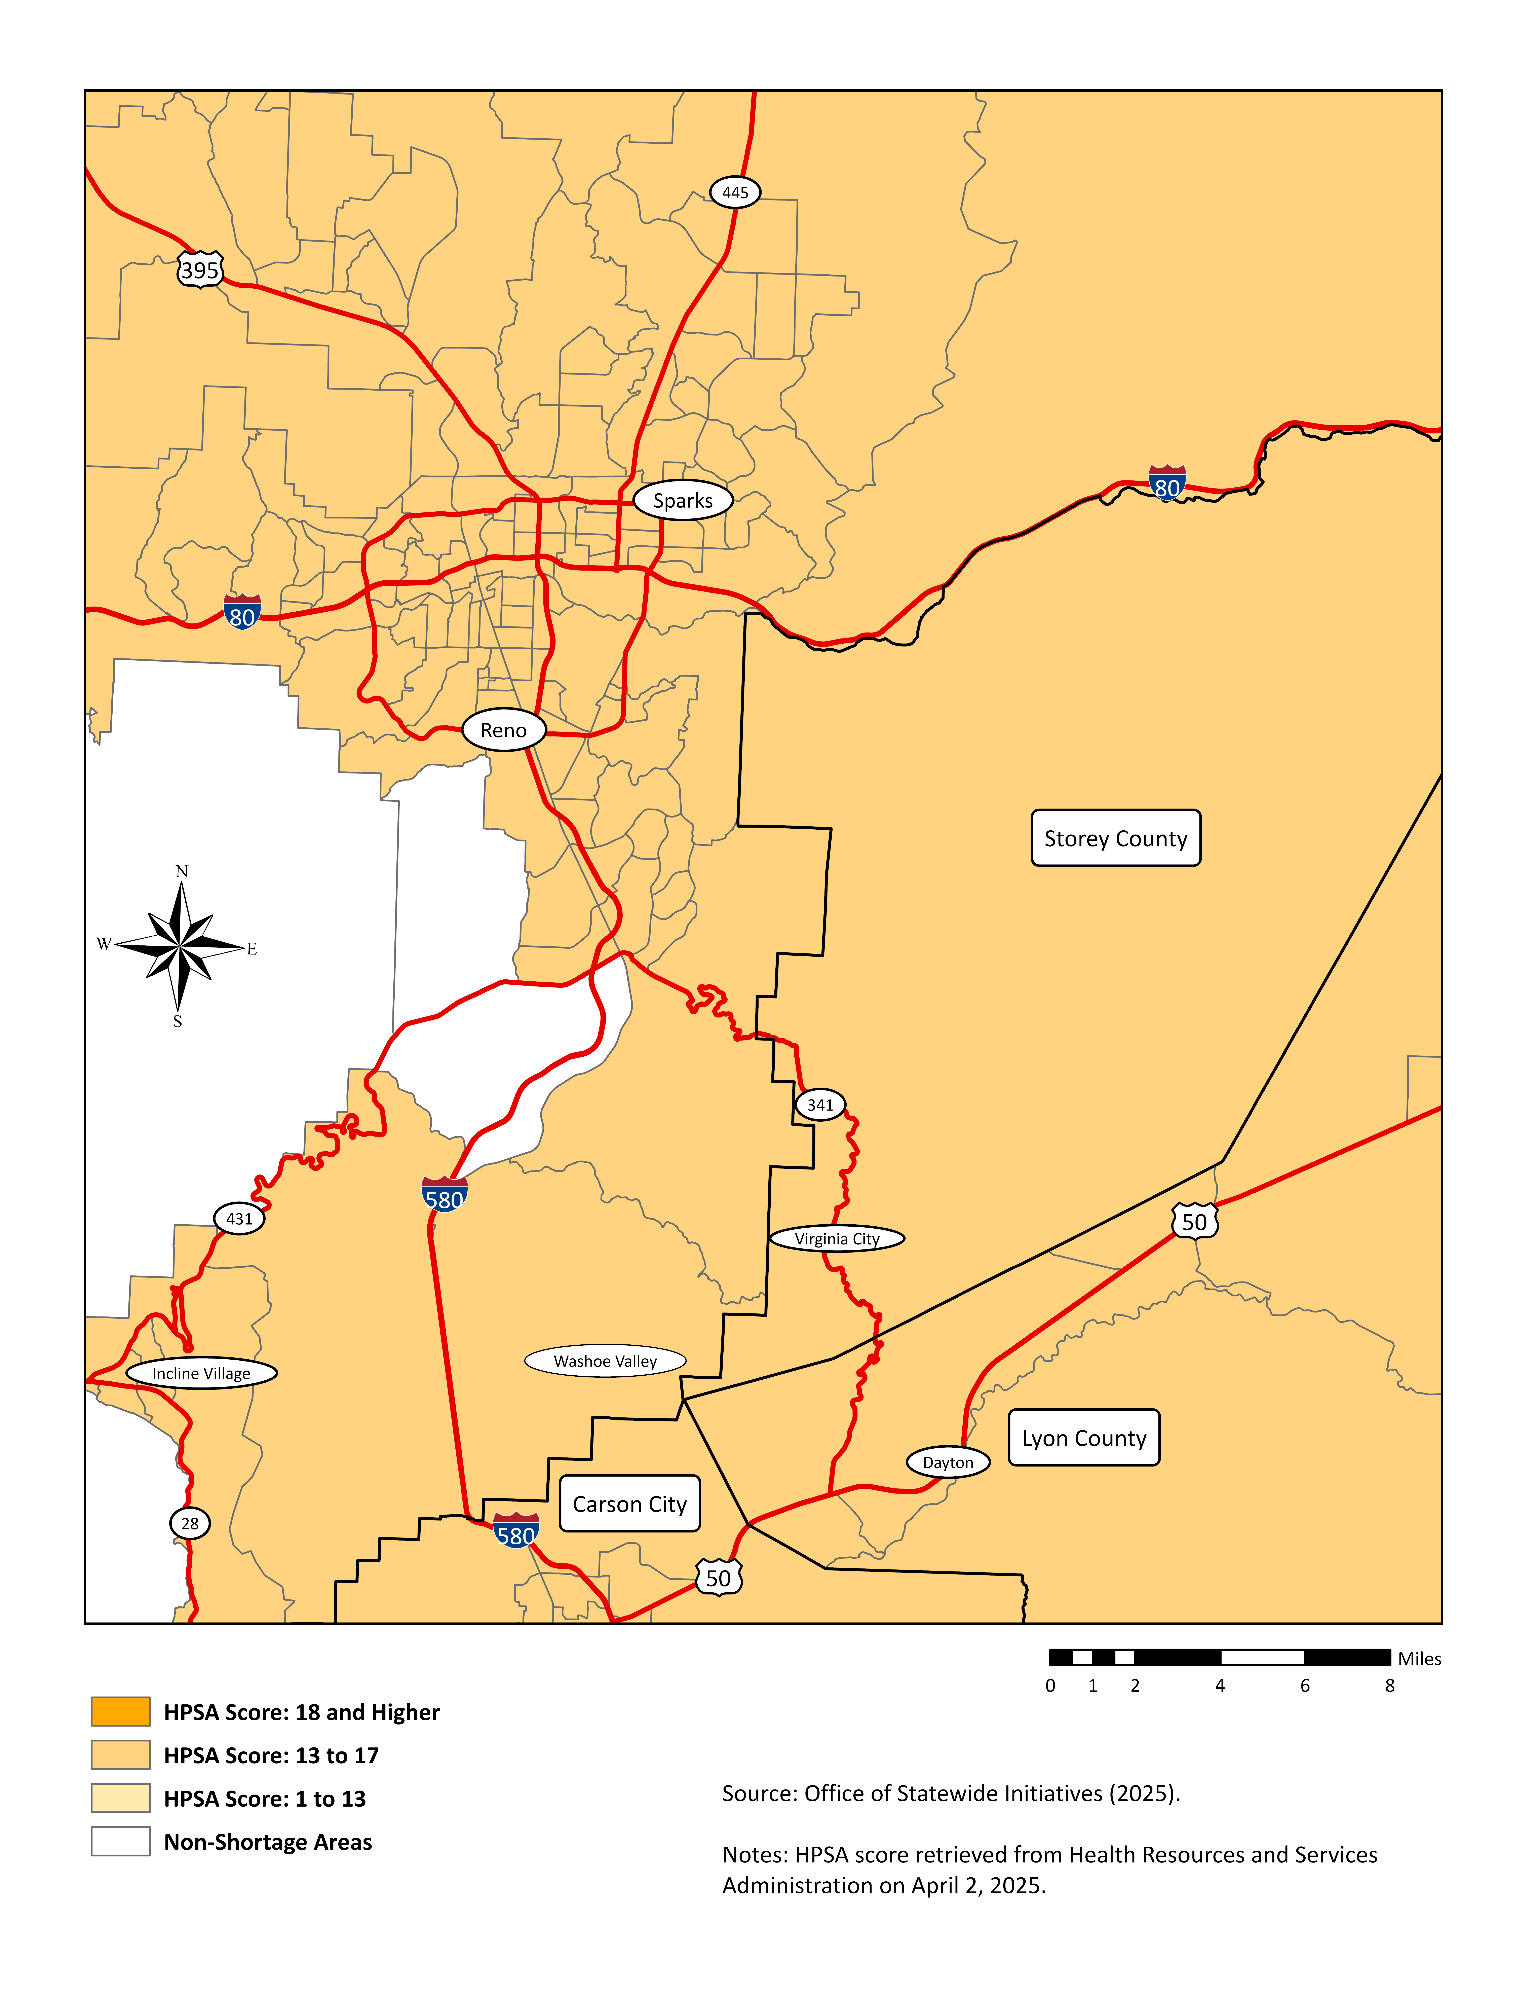 445
395
80
Sparks
80
Reno
Storey County
N
W
E
S
341
580
431
50
Virginia City
Washoe Valley
Incline Village
Lyon County
Dayton
Carson City
28
580
50
Miles
0 1 2 4 6 8
HPSA Score: 18 and Higher
HPSA Score: 13 to 17
HPSA Score: 1 to 13
Non-Shortage Areas
Source: Office of Statewide Initiatives (2025).
Notes: HPSA score retrieved from Health Resources and Services
Administration on April 2, 2025.